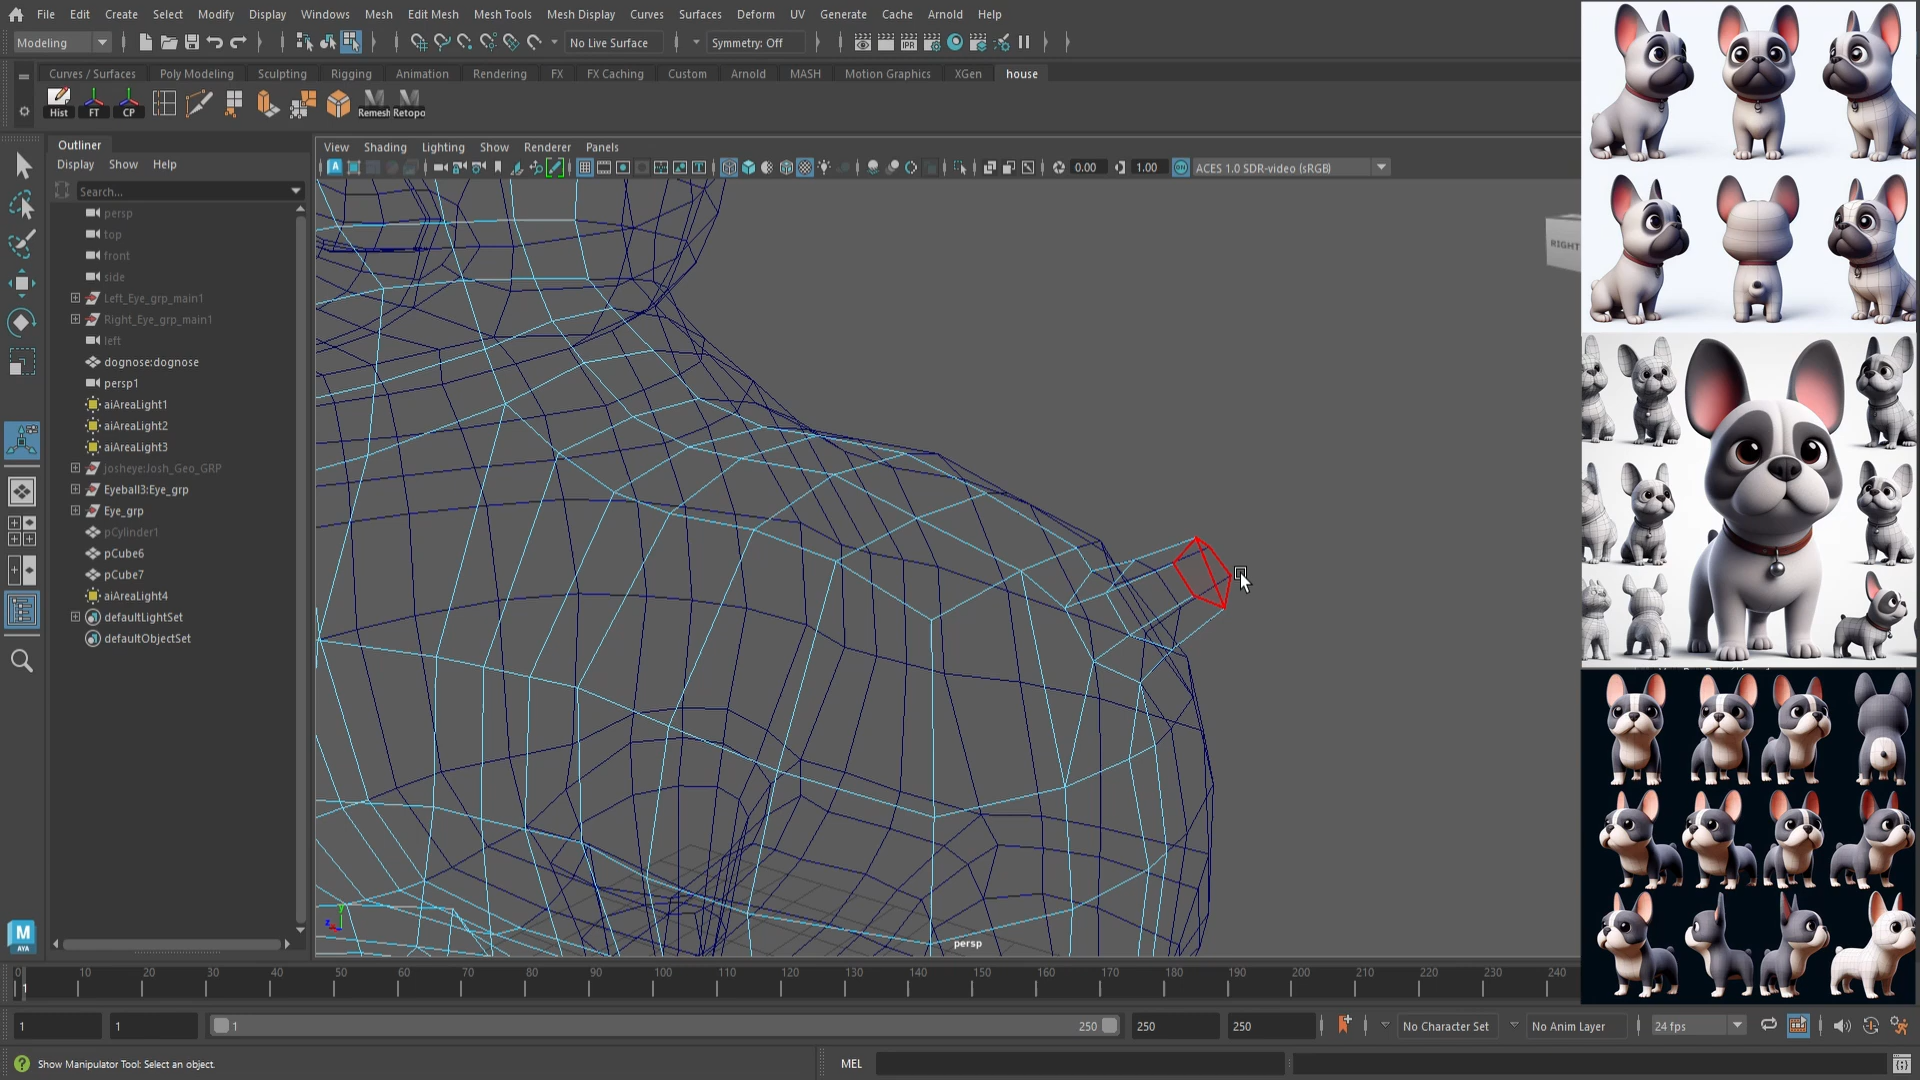 File Edit Create Select Modify Display Windows Mesh Edit Mesh Mesh Tools Mesh Display Curves Surfaces Deform UV Generate Cache Arnold Help
Modeling
No Live Surface
Symmetry: Off
IPR
Curves / Surfaces Poly Modeling Sculpting Rigging Animation Rendering FX FX Caching Custom Arnold MASH Motion Graphics XGen house
Hist FT CP Remesh Retopo
Outliner
Display Show Help
Search...
persp
top
front
side
Left_Eye_grp_main1
Right_Eye_grp_main1
left
dognose:dognose
persp1
aiAreaLight1
aiAreaLight2
aiAreaLight3
josheye:Josh_Geo_GRP
Eyeball3:Eye_grp
Eye_grp
pCylinder1
pCube6
pCube7
aiAreaLight4
defaultLightSet
defaultObjectSet
View Shading Lighting Show Renderer Panels
0.00
1.00
ON
ACES 1.0 SDR-video (sRGB)
RIGHT
y
z
persp
M
AYA
0 10 20 30 40 50 60 70 80 90 100 110 120 130 140 150 160 170 180 190 200 210 220 230 240
1
1
1
1
250
250
250
No Character Set
No Anim Layer
24 fps
Show Manipulator Tool: Select an object.
MEL